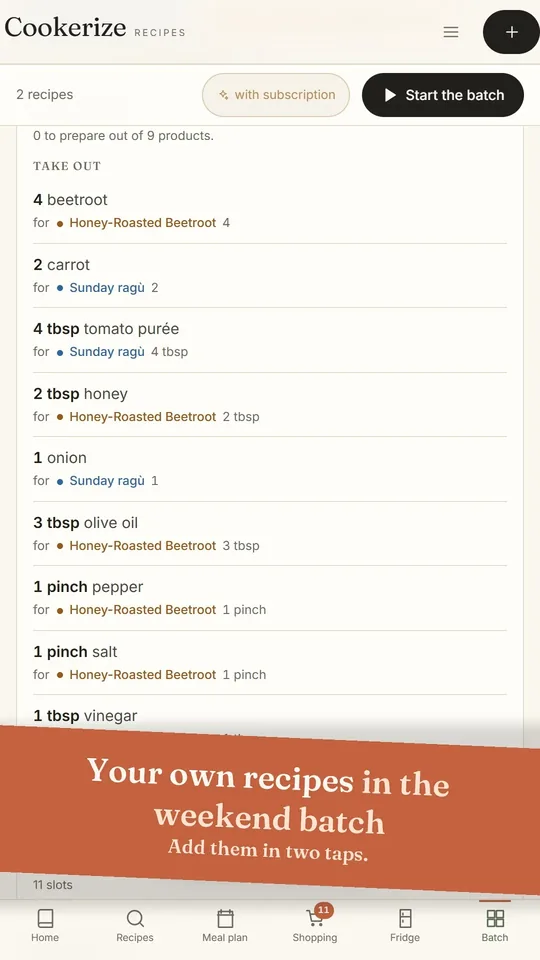 Cookerize RECIPES
2 recipes
with subscription
Start the batch
0 to prepare out of 9 products.
TAKE OUT
4 beetroot
for • Honey-Roasted Beetroot 4
2 carrot
for • Sunday ragù 2
4 tbsp tomato purée
for • Sunday ragù 4 tbsp
2 tbsp honey
for • Honey-Roasted Beetroot 2 tbsp
1 onion
for • Sunday ragù 1
3 tbsp olive oil
for • Honey-Roasted Beetroot 3 tbsp
1 pinch pepper
for • Honey-Roasted Beetroot 1 pinch
1 pinch salt
for • Honey-Roasted Beetroot 1 pinch
1 tbsp vinegar
Your own recipes in the
weekend batch
Add them in two taps.
11 slots
11
Home Recipes Meal plan Shopping Fridge Batch